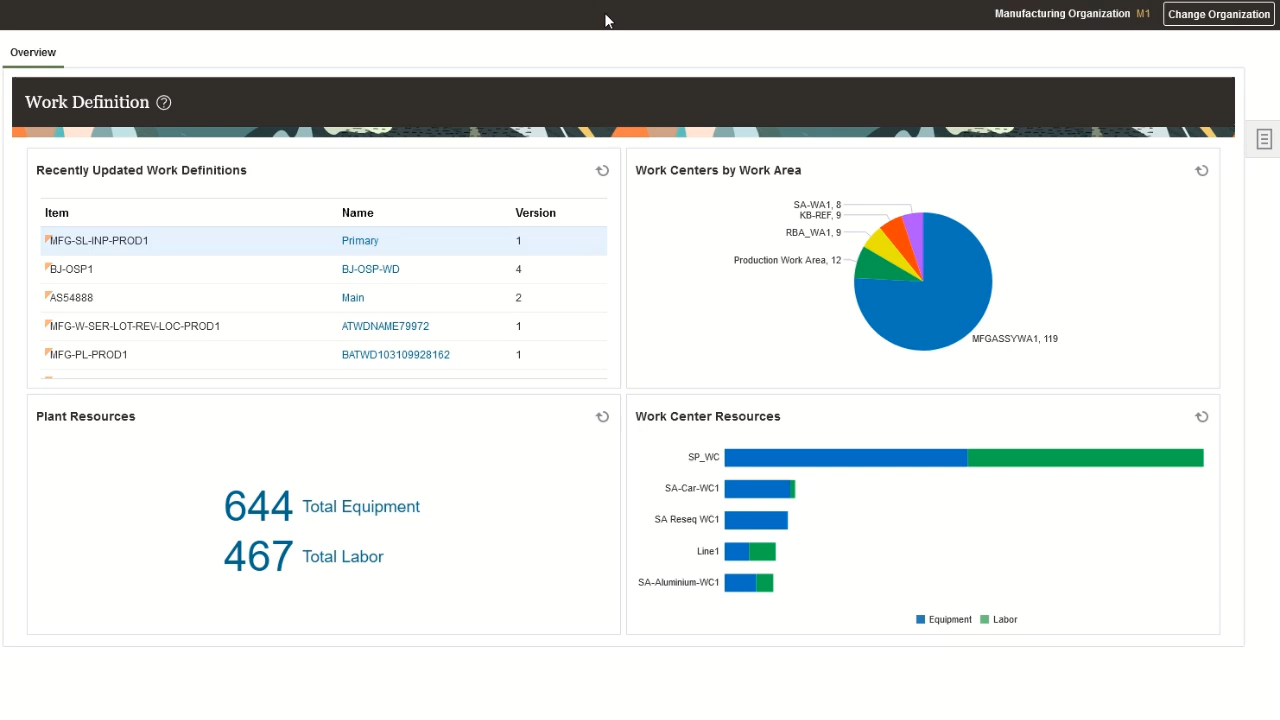 Manufacturing Organization M1 Change Organization
Overview
Work Definition ?
Recently Updated Work Definitions
Item Name Version
MFG-SL-INP-PROD1 Primary 1
BJ-OSP1 BJ-OSP-WD 4
AS54888 Main 2
MFG-W-SER-LOT-REV-LOC-PROD1 ATWDNAME79972 1
MFG-PL-PROD1 BATWD103109928162 1
Work Centers by Work Area
SA-WA1, 8
KB-REF, 9
RBA_WA1, 9
Production Work Area, 12
MFGASSYWA1, 119
Plant Resources
644 Total Equipment
467 Total Labor
Work Center Resources
SP_WC
SA-Car-WC1
SA Reseq WC1
Line1
SA-Aluminium-WC1
Equipment Labor